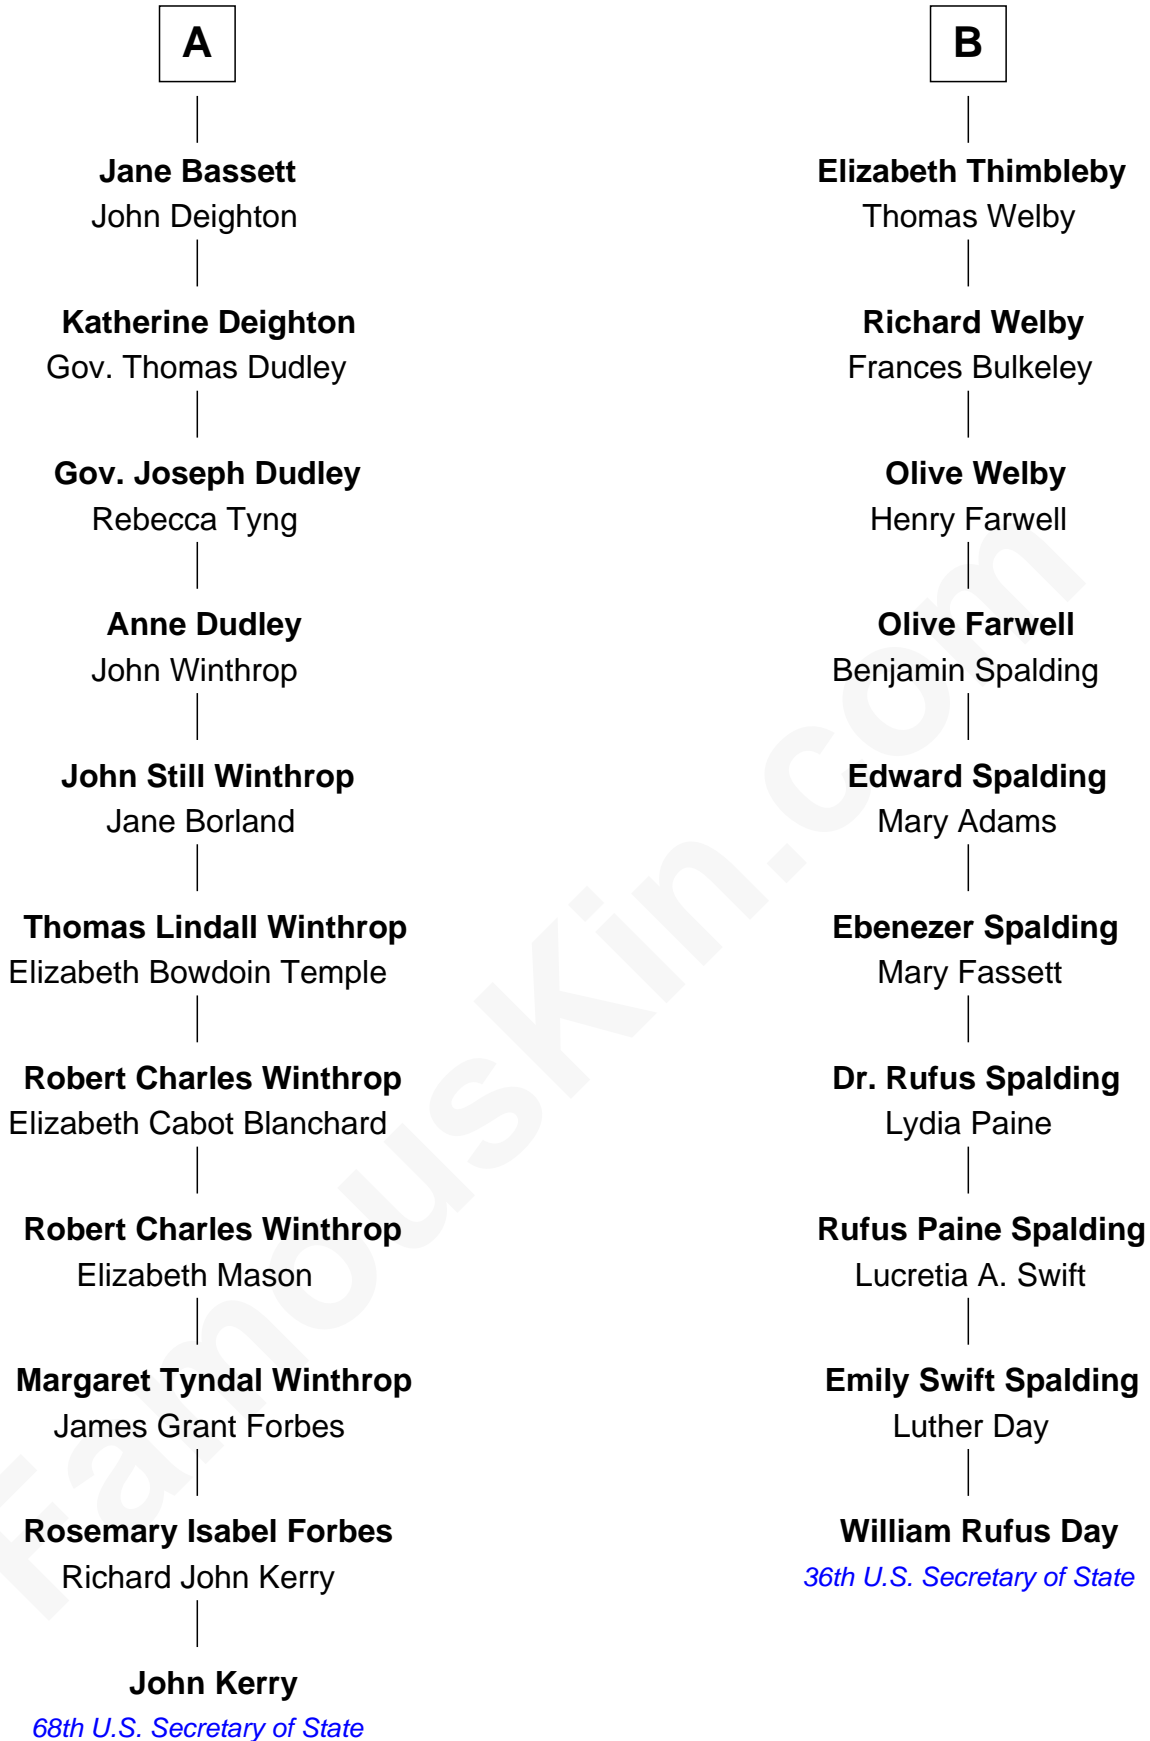 A
Jane Bassett
John Deighton
Katherine Deighton
Gov. Thomas Dudley
Gov. Joseph Dudley
Rebecca Tyng
Anne Dudley
John Winthrop
John Still Winthrop
Jane Borland
Thomas Lindall Winthrop
Elizabeth Bowdoin Temple
Robert Charles Winthrop
Elizabeth Cabot Blanchard
Robert Charles Winthrop
Elizabeth Mason
Margaret Tyndal Winthrop
James Grant Forbes
Rosemary Isabel Forbes
Richard John Kerry
John Kerry
68th U.S. Secretary of State
B
Elizabeth Thimbleby
Thomas Welby
Richard Welby
Frances Bulkeley
Olive Welby
Henry Farwell
Olive Farwell
Benjamin Spalding
Edward Spalding
Mary Adams
Ebenezer Spalding
Mary Fassett
Dr. Rufus Spalding
Lydia Paine
Rufus Paine Spalding
Lucretia A. Swift
Emily Swift Spalding
Luther Day
William Rufus Day
36th U.S. Secretary of State
FamousKin.com